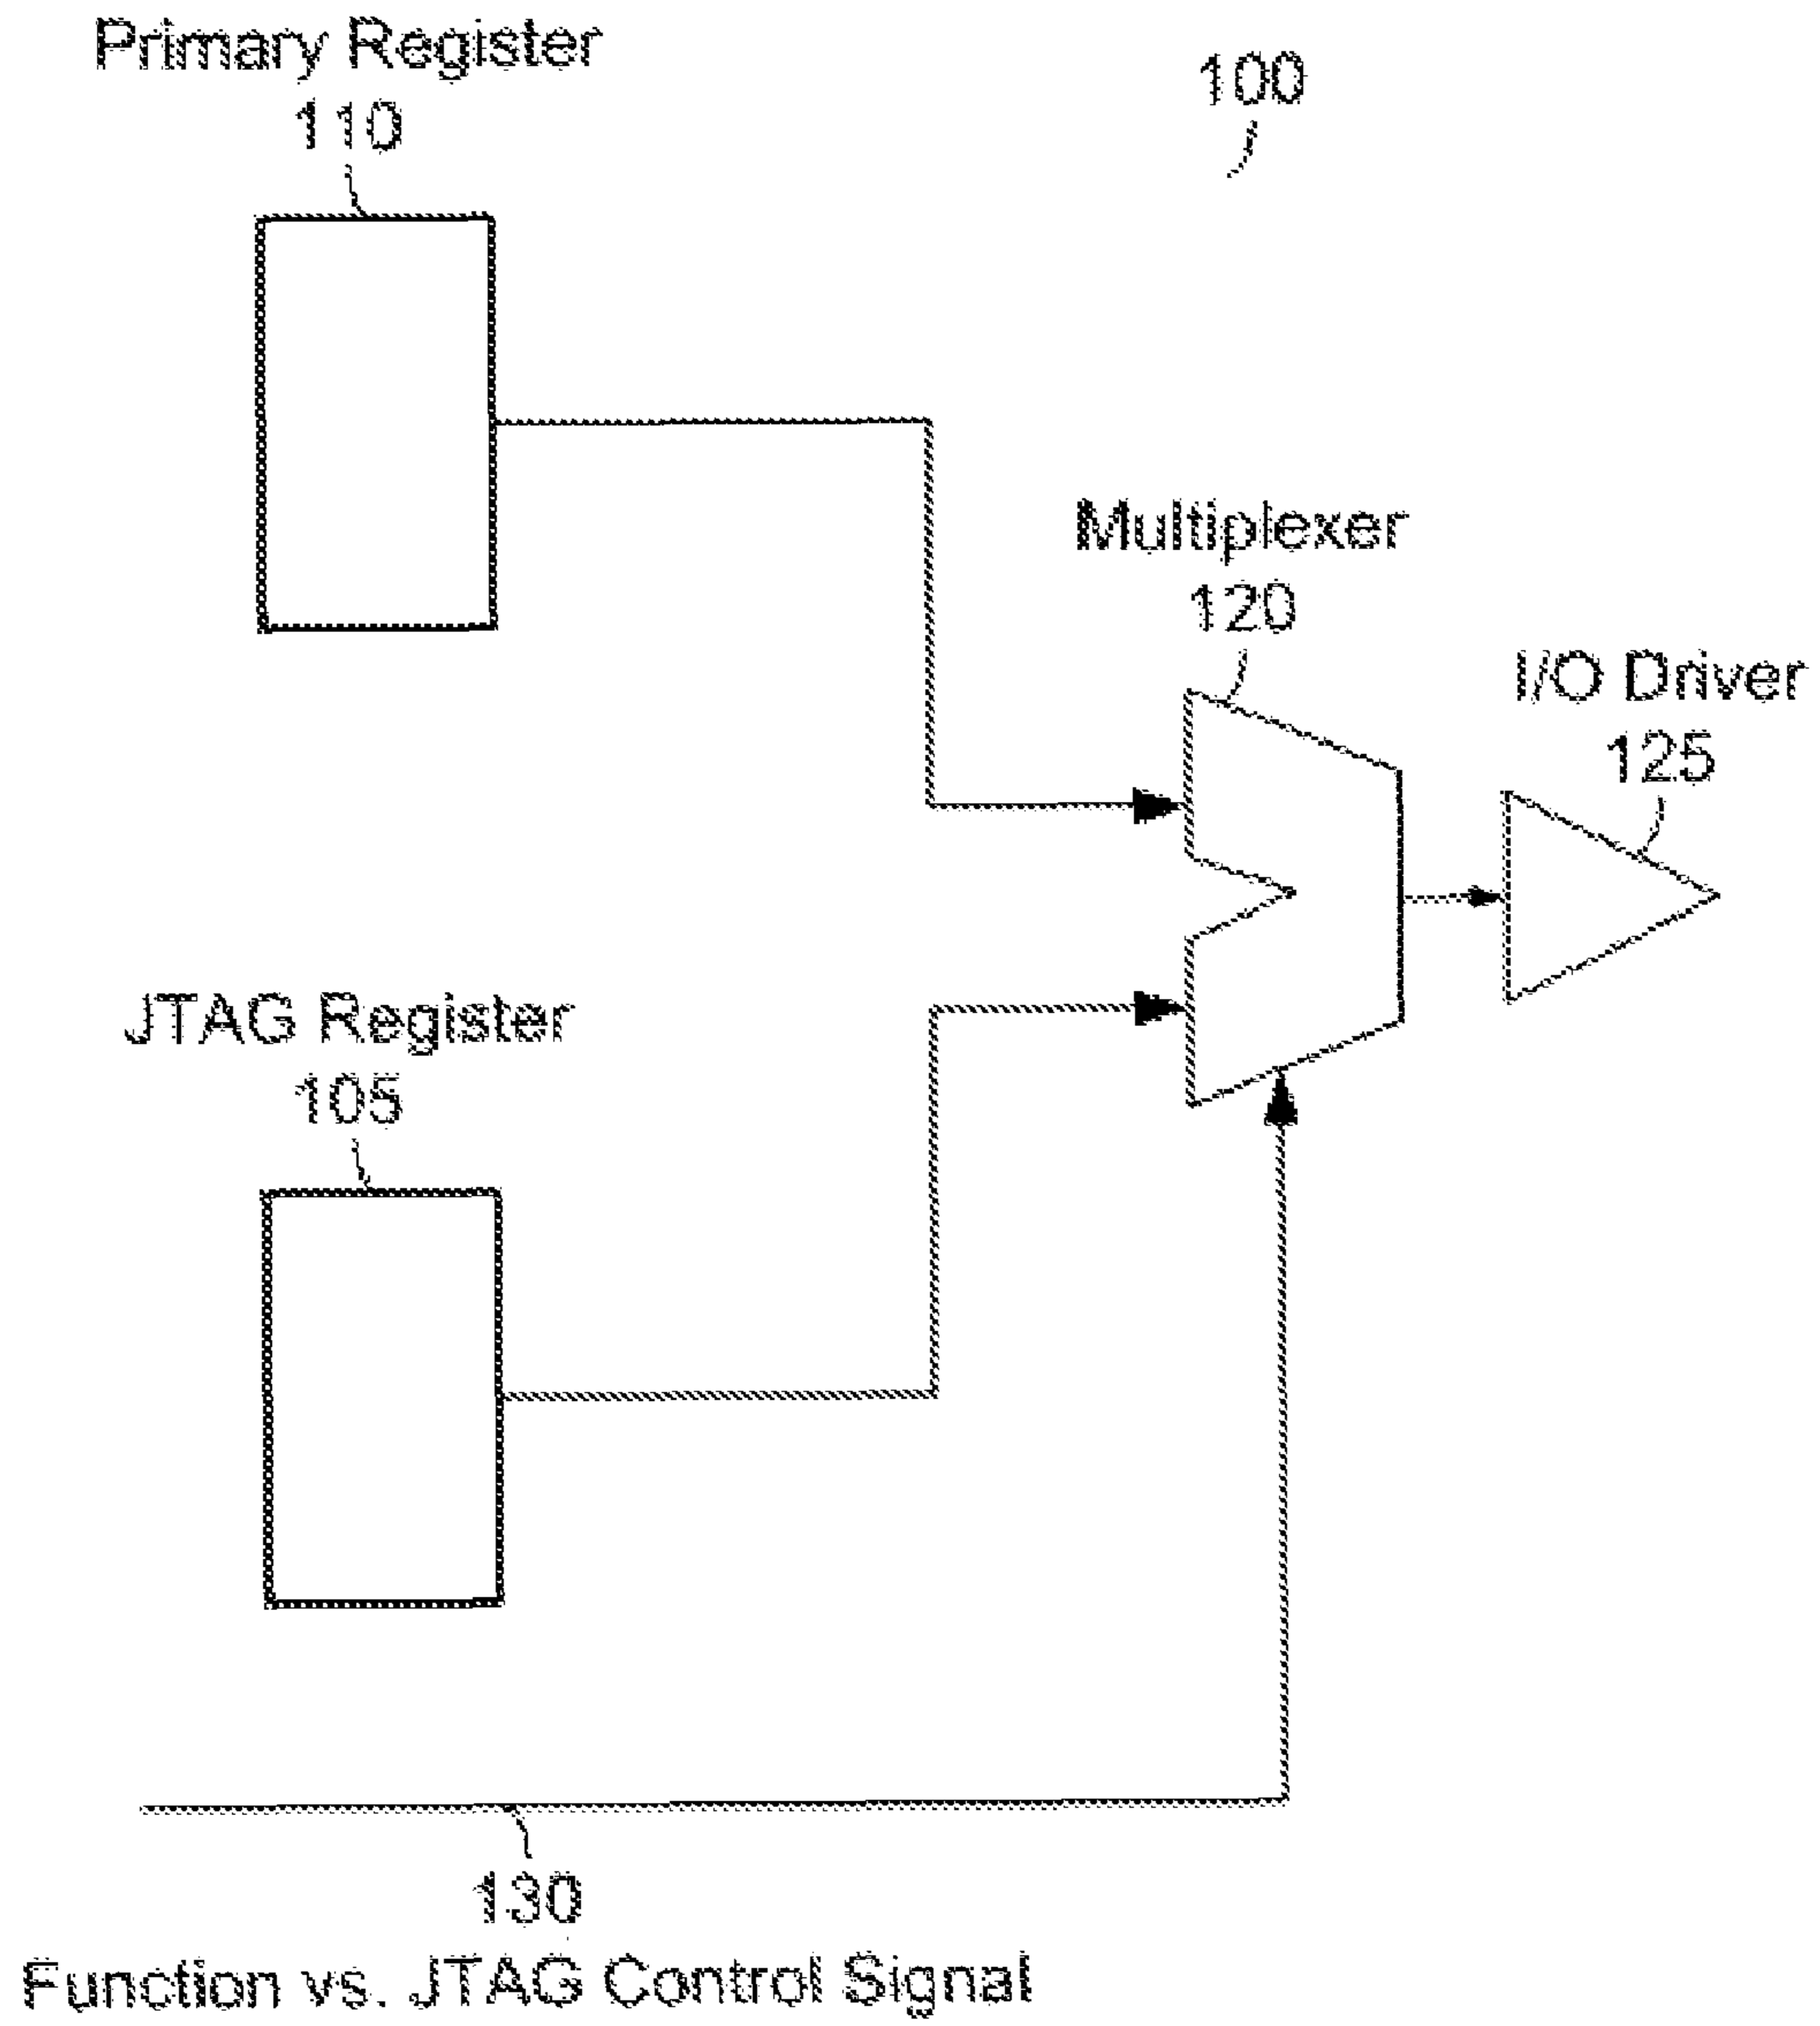 Primary Register
110
100
Multiplexer
120
I/O Driver
125
JTAG Register
105
130
Function vs. JTAG Control Signal